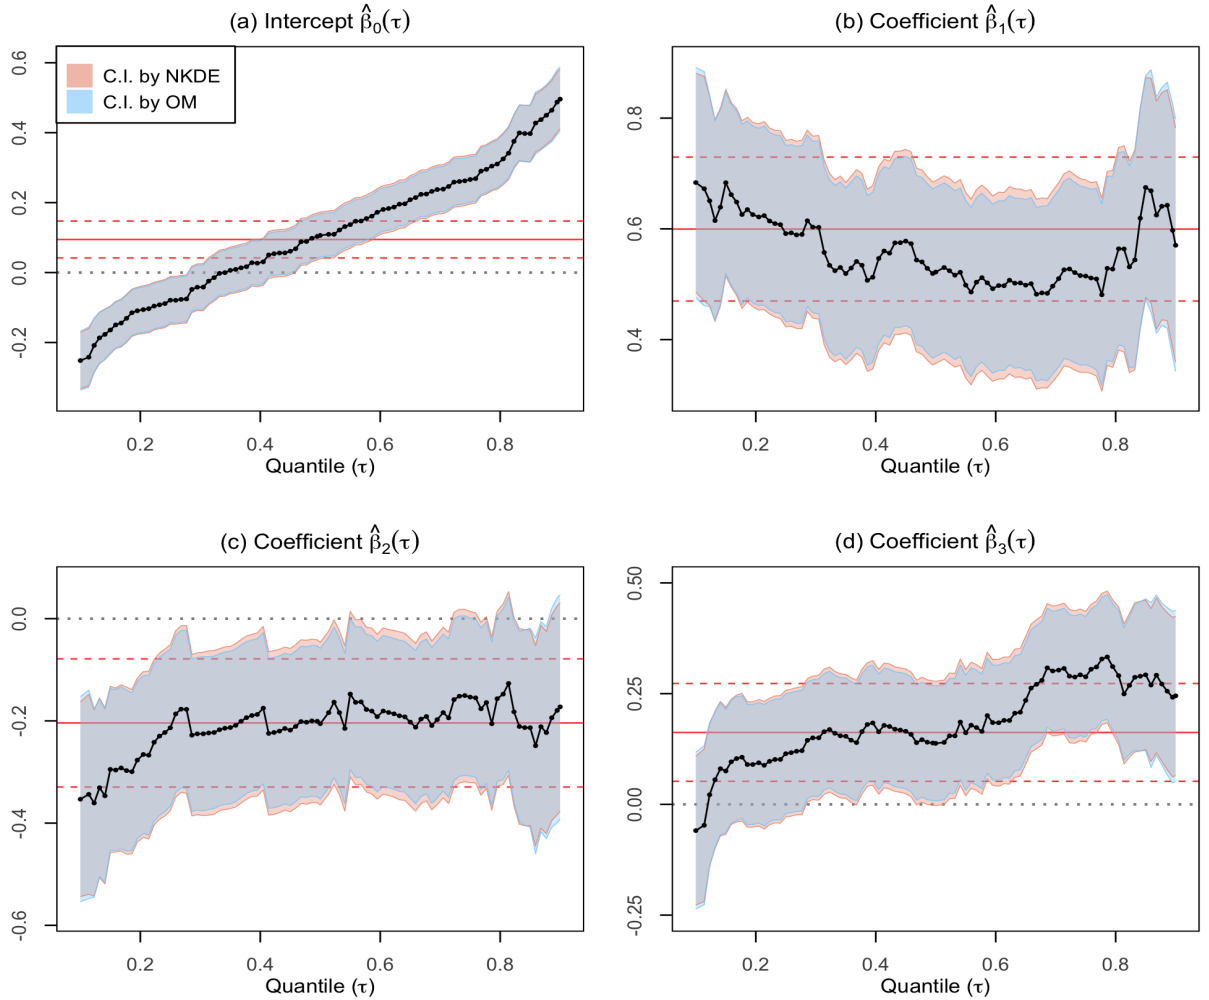 (a) Intercept β̂₀(τ)
0.6
0.4
0.2
0.0
-0.2
C.I. by NKDE
C.I. by OM
0.2 0.4 0.6 0.8
Quantile (τ)
(b) Coefficient β̂₁(τ)
0.8
0.6
0.4
0.2 0.4 0.6 0.8
Quantile (τ)
(c) Coefficient β̂₂(τ)
0.0
-0.2
-0.4
-0.6
0.2 0.4 0.6 0.8
Quantile (τ)
(d) Coefficient β̂₃(τ)
0.50
0.25
0.00
-0.25
0.2 0.4 0.6 0.8
Quantile (τ)